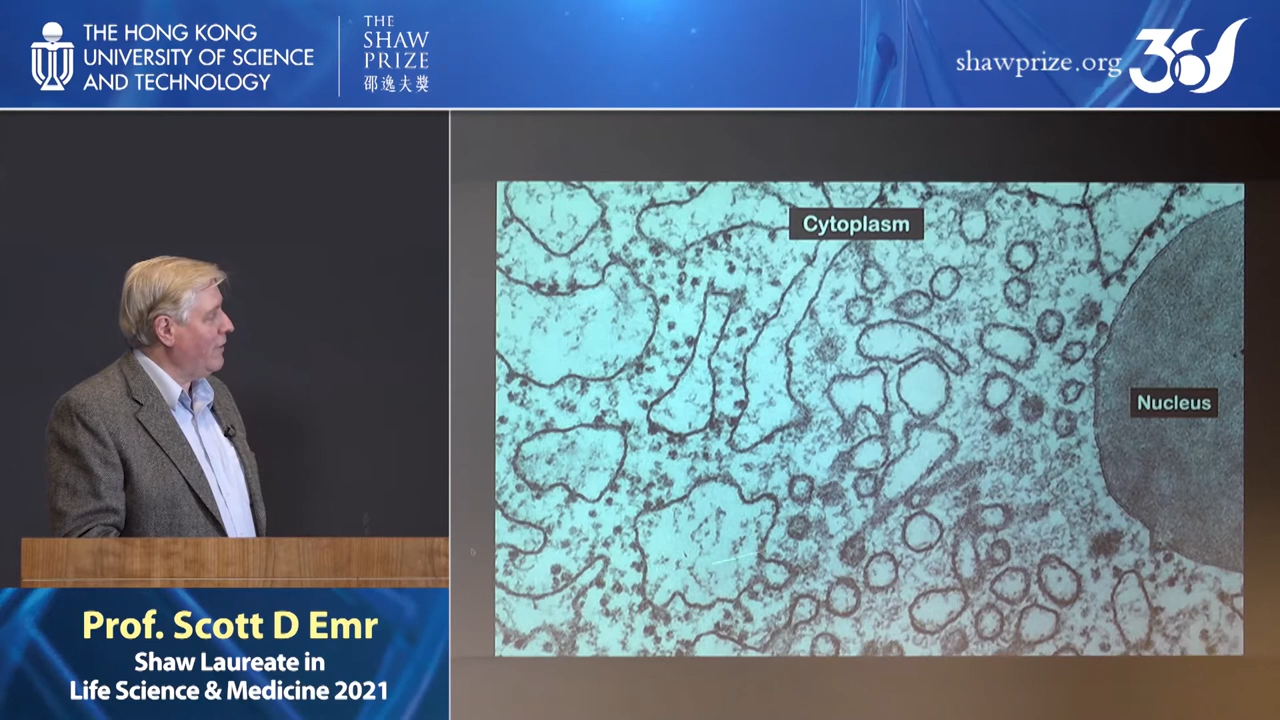 THE HONG KONG
UNIVERSITY OF SCIENCE
AND TECHNOLOGY
THE
SHAW
PRIZE
邵逸夫獎
shawprize.org
30
Cytoplasm
Nucleus
Prof. Scott D Emr
Shaw Laureate in
Life Science & Medicine 2021